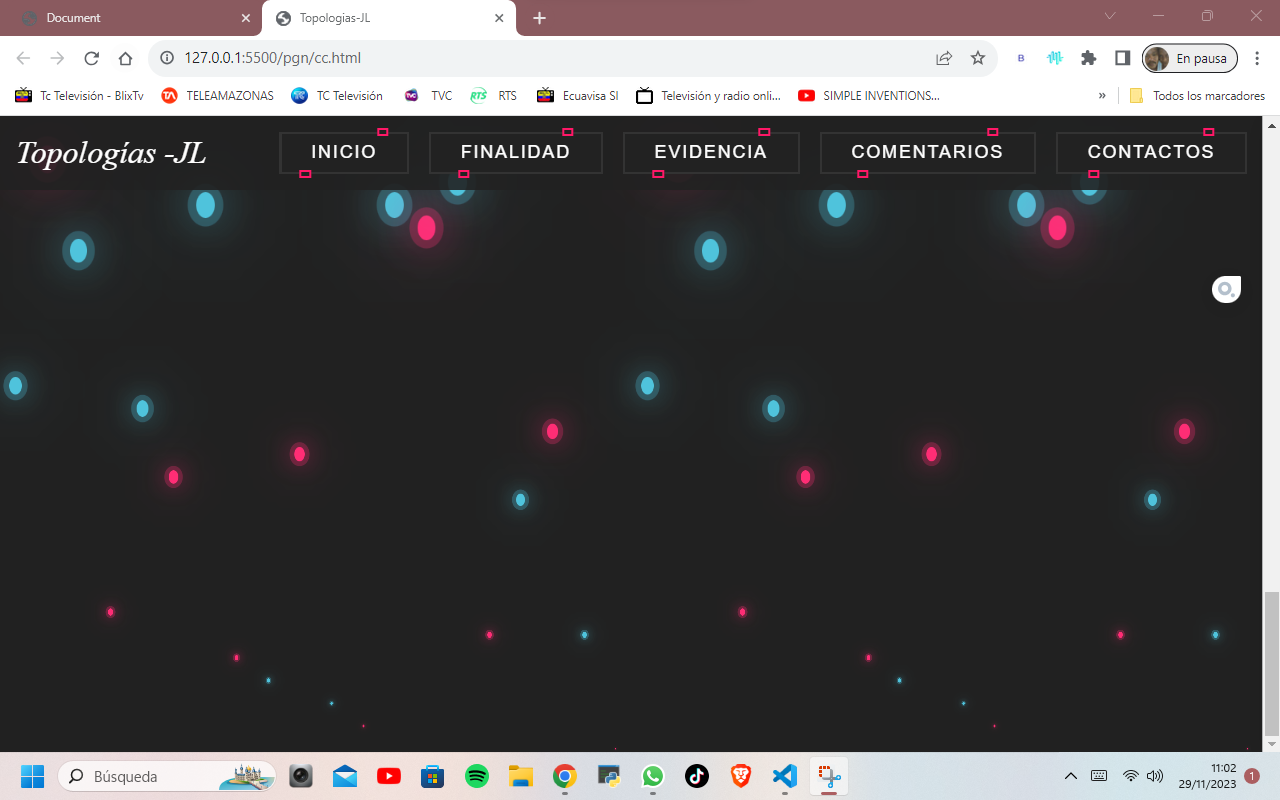 Document
Topologias-JL
127.0.0.1:5500/pgn/cc.html
B
En pausa
Tc Televisión - BlixTv
TELEAMAZONAS
TC Televisión
TVC
RTS
Ecuavisa SI
Televisión y radio onli...
SIMPLE INVENTIONS...
»
Todos los marcadores
Topologías -JL
INICIO
FINALIDAD
EVIDENCIA
COMENTARIOS
CONTACTOS
Búsqueda
11:02
29/11/2023
1